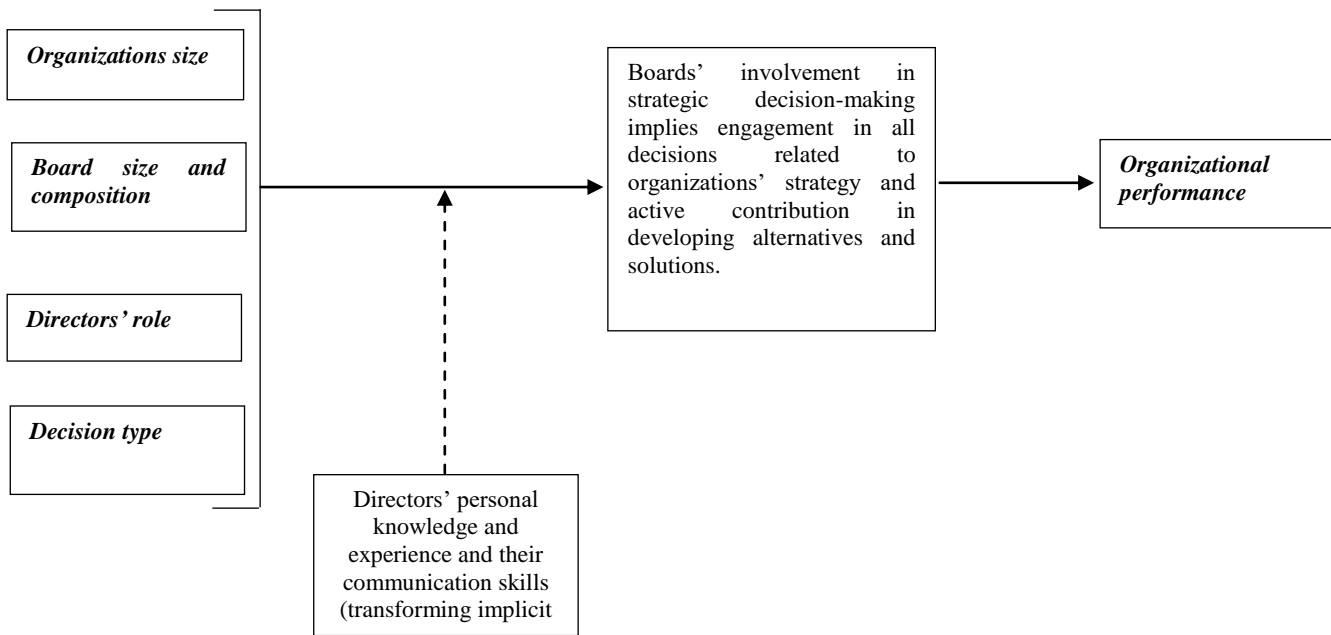 Organizations size
Board size and
composition
Directors’ role
Decision type
Directors’ personal
knowledge and
experience and their
communication skills
(transforming implicit
Boards’ involvement in
strategic decision-making
implies engagement in all
decisions related to
organizations’ strategy and
active contribution in
developing alternatives and
solutions.
Organizational
performance